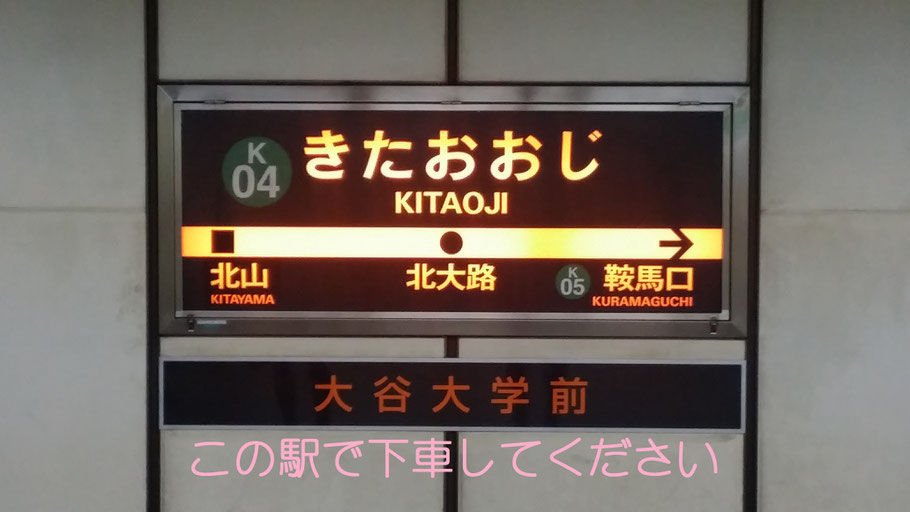 K
04
きたおおじ
KITAOJI
北山
KITAYAMA
北大路
K
05
鞍馬口
KURAMAGUCHI
大谷大学前
この駅で下車してください